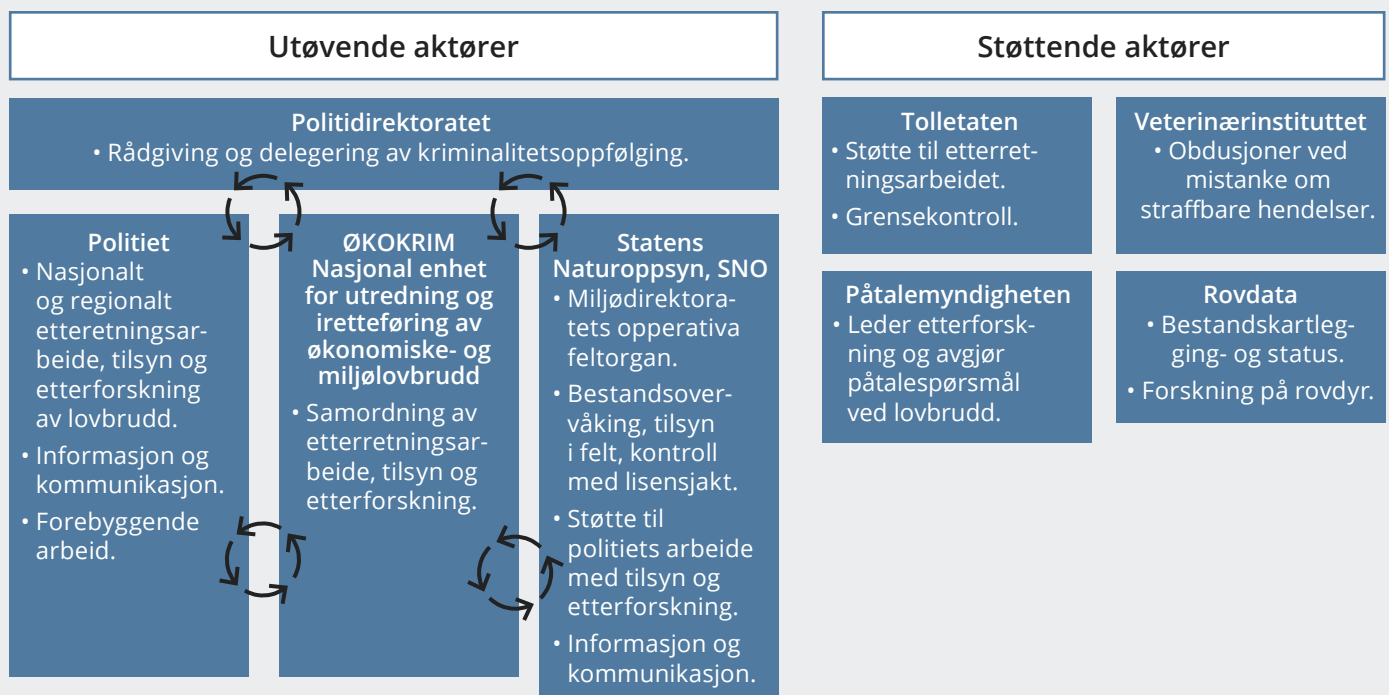 Utøvende aktører
Politidirektoratet
• Rådgiving og delegering av kriminalitetsoppfølging.
Politiet
• Nasjonalt
og regionalt
etteretningsar-
beide, tilsyn og
etterforskning
av lovbrudd.
• Informasjon og
kommunikasjon.
• Forebyggende
arbeid.
ØKOKRIM
Nasjonal enhet
for utredning og
iretteføring av
økonomiske- og
miljølovbrudd
• Samordning av
etterretningsar-
beide, tilsyn og
etterforskning.
Statens
Naturoppsyn, SNO
• Miljødirektora-
tets opperativa
feltorgan.
• Bestandsover-
våking, tilsyn
i felt, kontroll
med lisensjakt.
• Støtte til
politiets arbeide
med tilsyn og
etterforskning.
• Informasjon og
kommunikasjon.
Støttende aktører
Tolletaten
• Støtte til etterret-
ningsarbeidet.
• Grensekontroll.
Veterinærinstituttet
• Obdusjoner ved
mistanke om
straffbare hendelser.
Påtalemyndigheten
• Leder etterforsk-
ning og avgjør
påtalespørsmål
ved lovbrudd.
Rovdata
• Bestandskartleg-
ging- og status.
• Forskning på rovdyr.